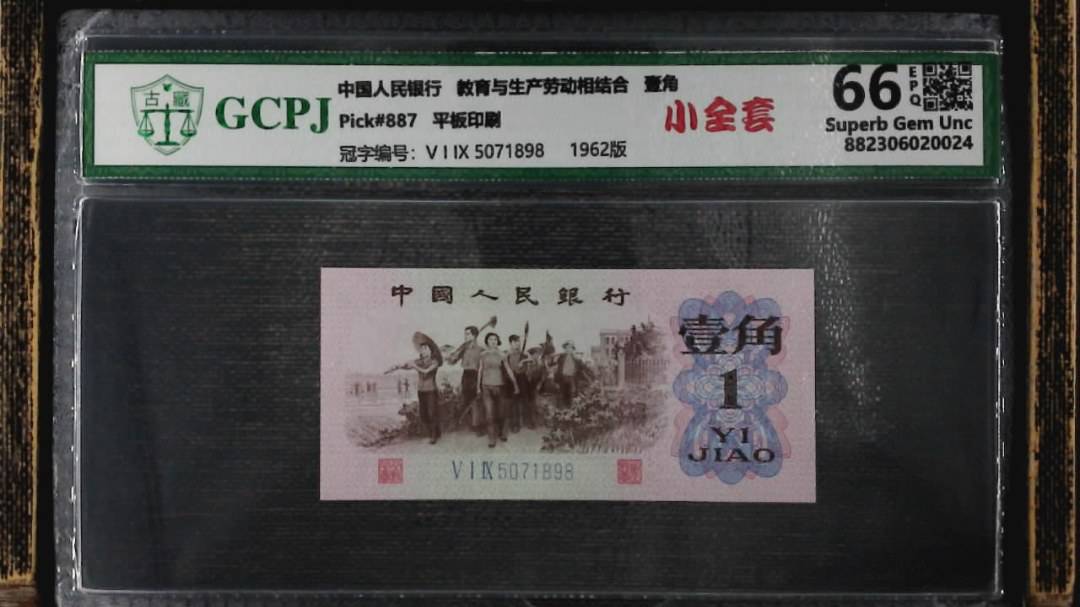 古藏
GCPJ
中国人民银行 教育与生产劳动相结合 壹角
Pick#887 平板印刷
冠字编号: V I IX 5071898 1962版
小全套
66
EPQ
Superb Gem Unc
882306020024
中國人民銀行
壹角
1
YI
JIAO
V I IX 5071898